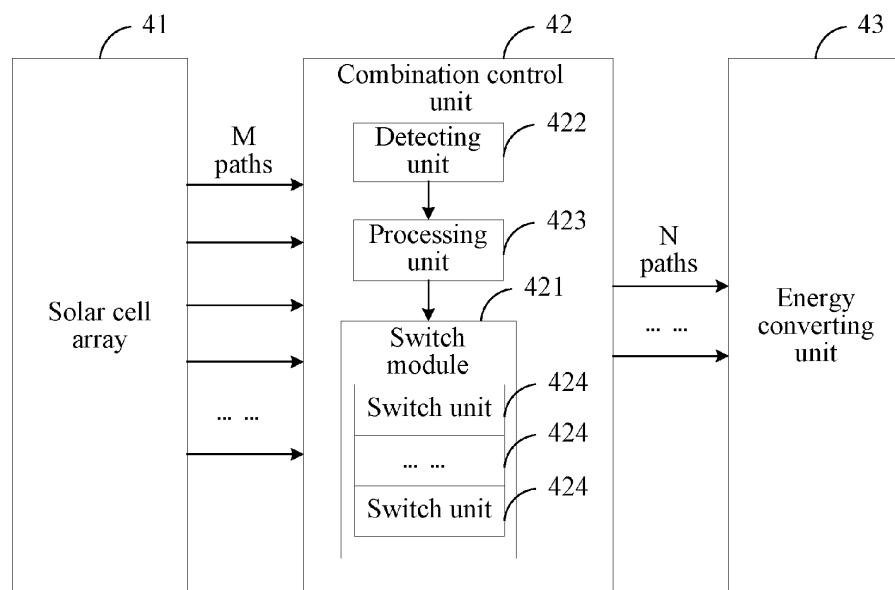 41
42
43
Combination control
unit
422
Detecting
unit
M
paths
423
Processing
unit
N
paths
421
Solar cell
array
Energy
converting
unit
Switch
module
... ...
424
Switch unit
... ...
424
... ...
424
Switch unit